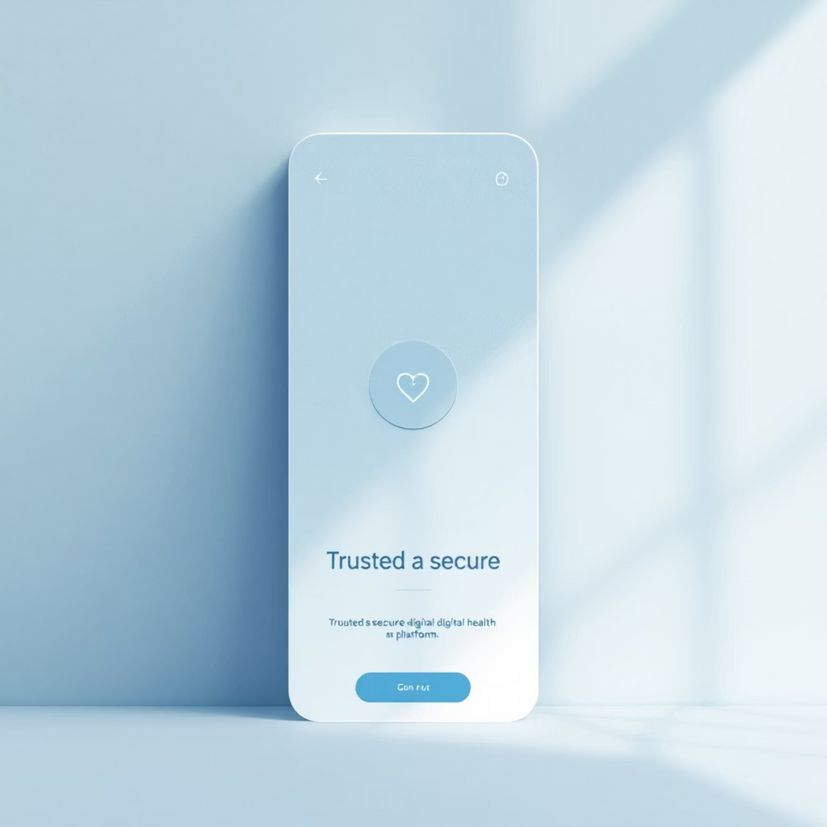 Trusted a secure
Trusted a secure digital digital health
platform.